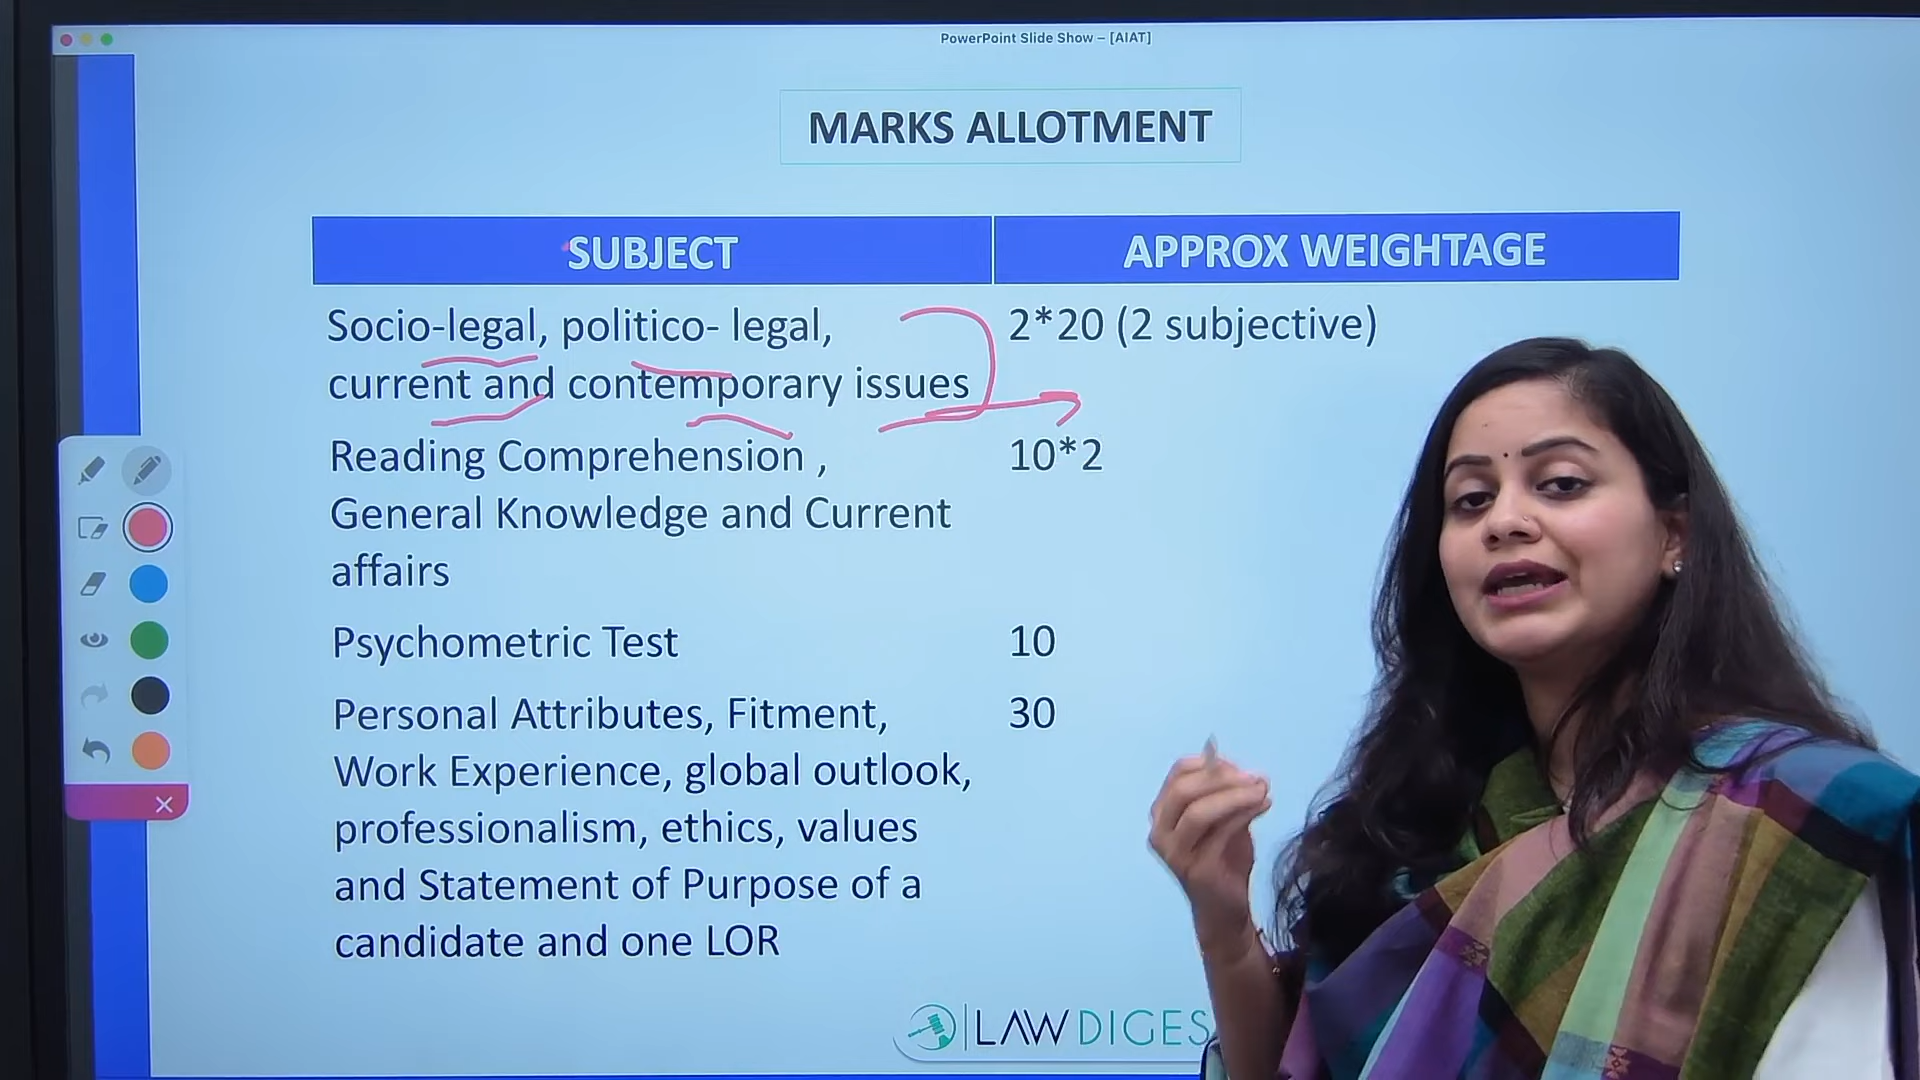 PowerPoint Slide Show – [AIAT]
MARKS ALLOTMENT
SUBJECT
APPROX WEIGHTAGE
Socio-legal, politico- legal,
current and contemporary issues
2*20 (2 subjective)
Reading Comprehension ,
General Knowledge and Current
affairs
10*2
Psychometric Test
10
Personal Attributes, Fitment,
Work Experience, global outlook,
professionalism, ethics, values
and Statement of Purpose of a
candidate and one LOR
30
LAW DIGES